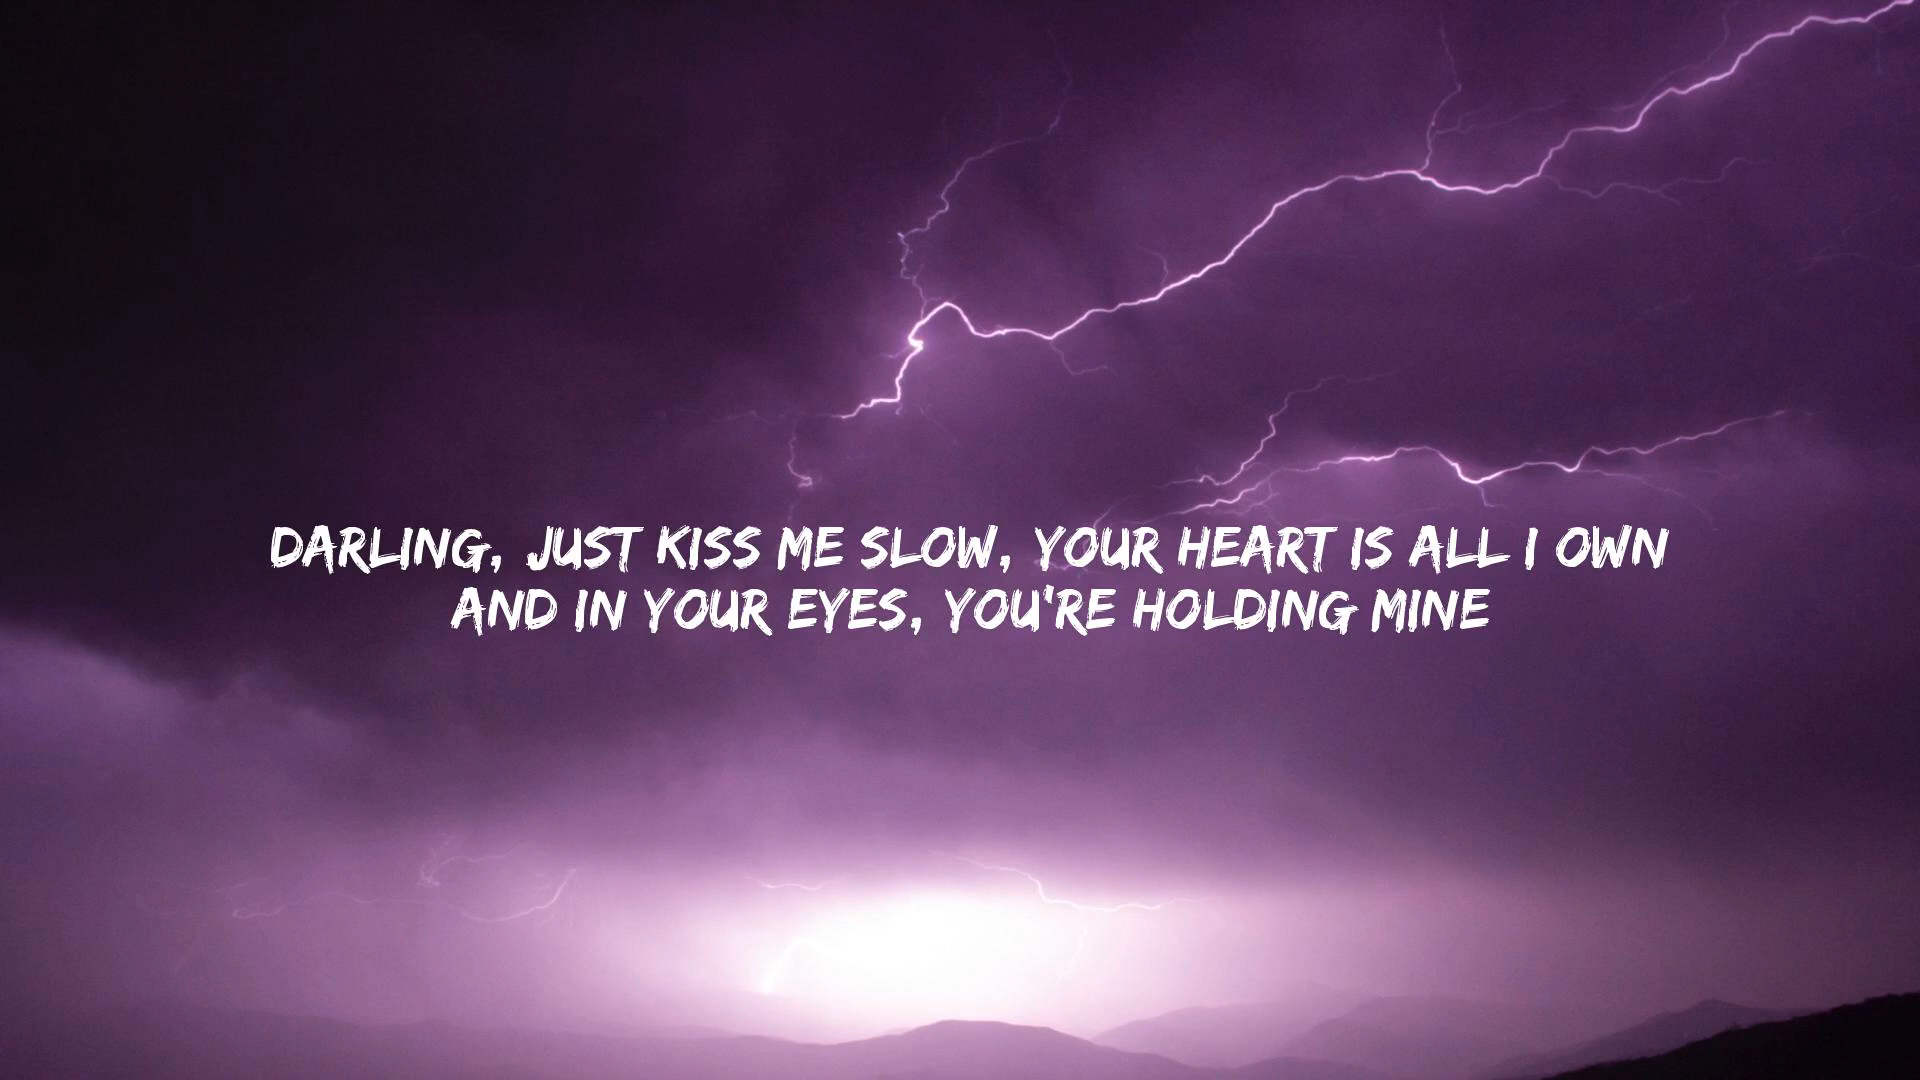 DARLING, JUST KISS ME SLOW, YOUR HEART IS ALL I OWN
AND IN YOUR EYES, YOU'RE HOLDING MINE